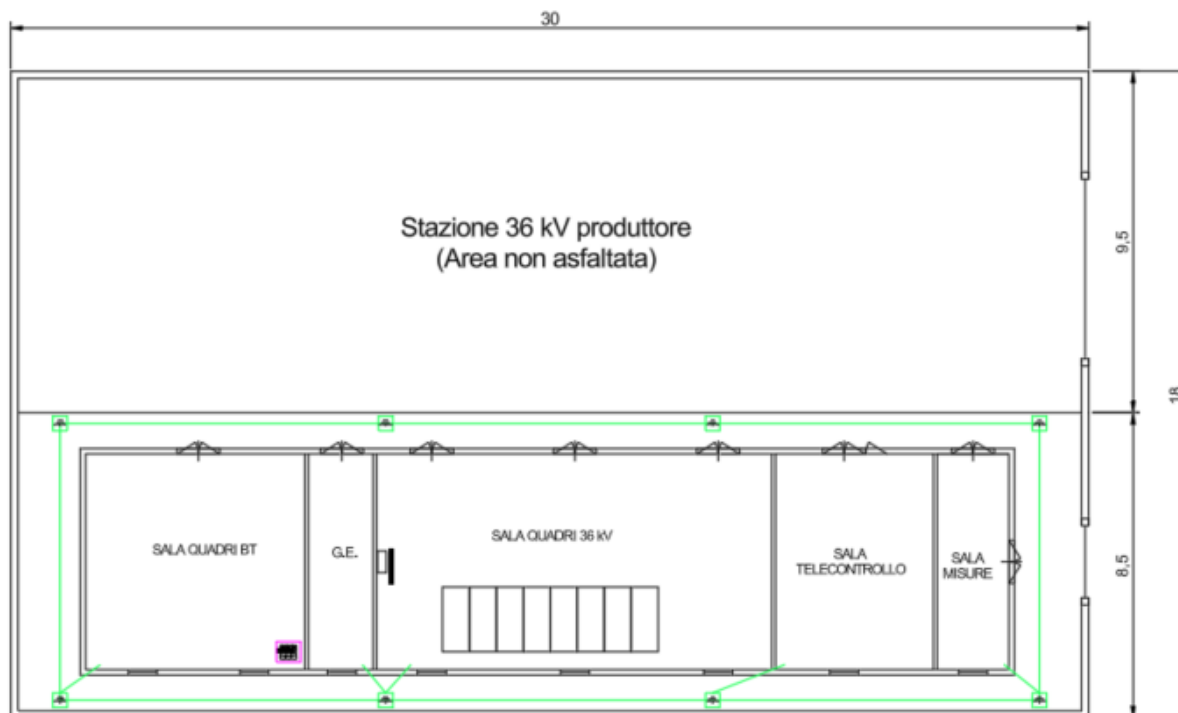 30
Stazione 36 kV produttore
(Area non asfaltata)
9,5
18
SALA QUADRI BT
G.E.
SALA QUADRI 36 kV
SALA
TELECONTROLLO
SALA
MISURE
8,5